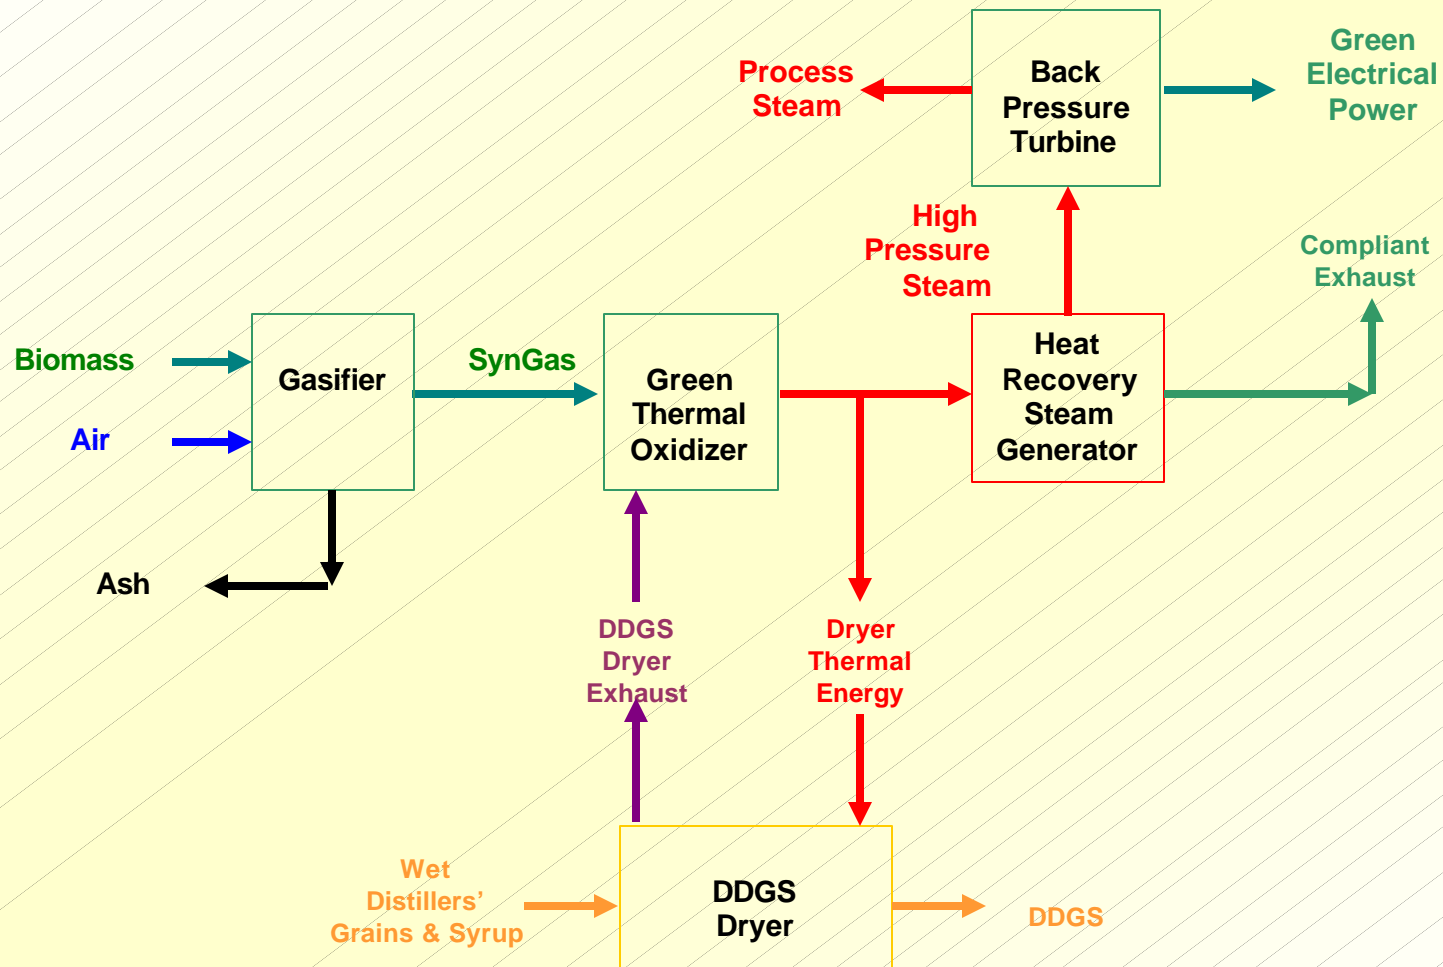 Green
Electrical
Power
Process
Steam
Back
Pressure
Turbine
High
Pressure
Steam
Compliant
Exhaust
Biomass
Air
Gasifier
SynGas
Green
Thermal
Oxidizer
Heat
Recovery
Steam
Generator
Ash
DDGS
Dryer
Exhaust
Dryer
Thermal
Energy
Wet
Distillers’
Grains & Syrup
DDGS
Dryer
DDGS